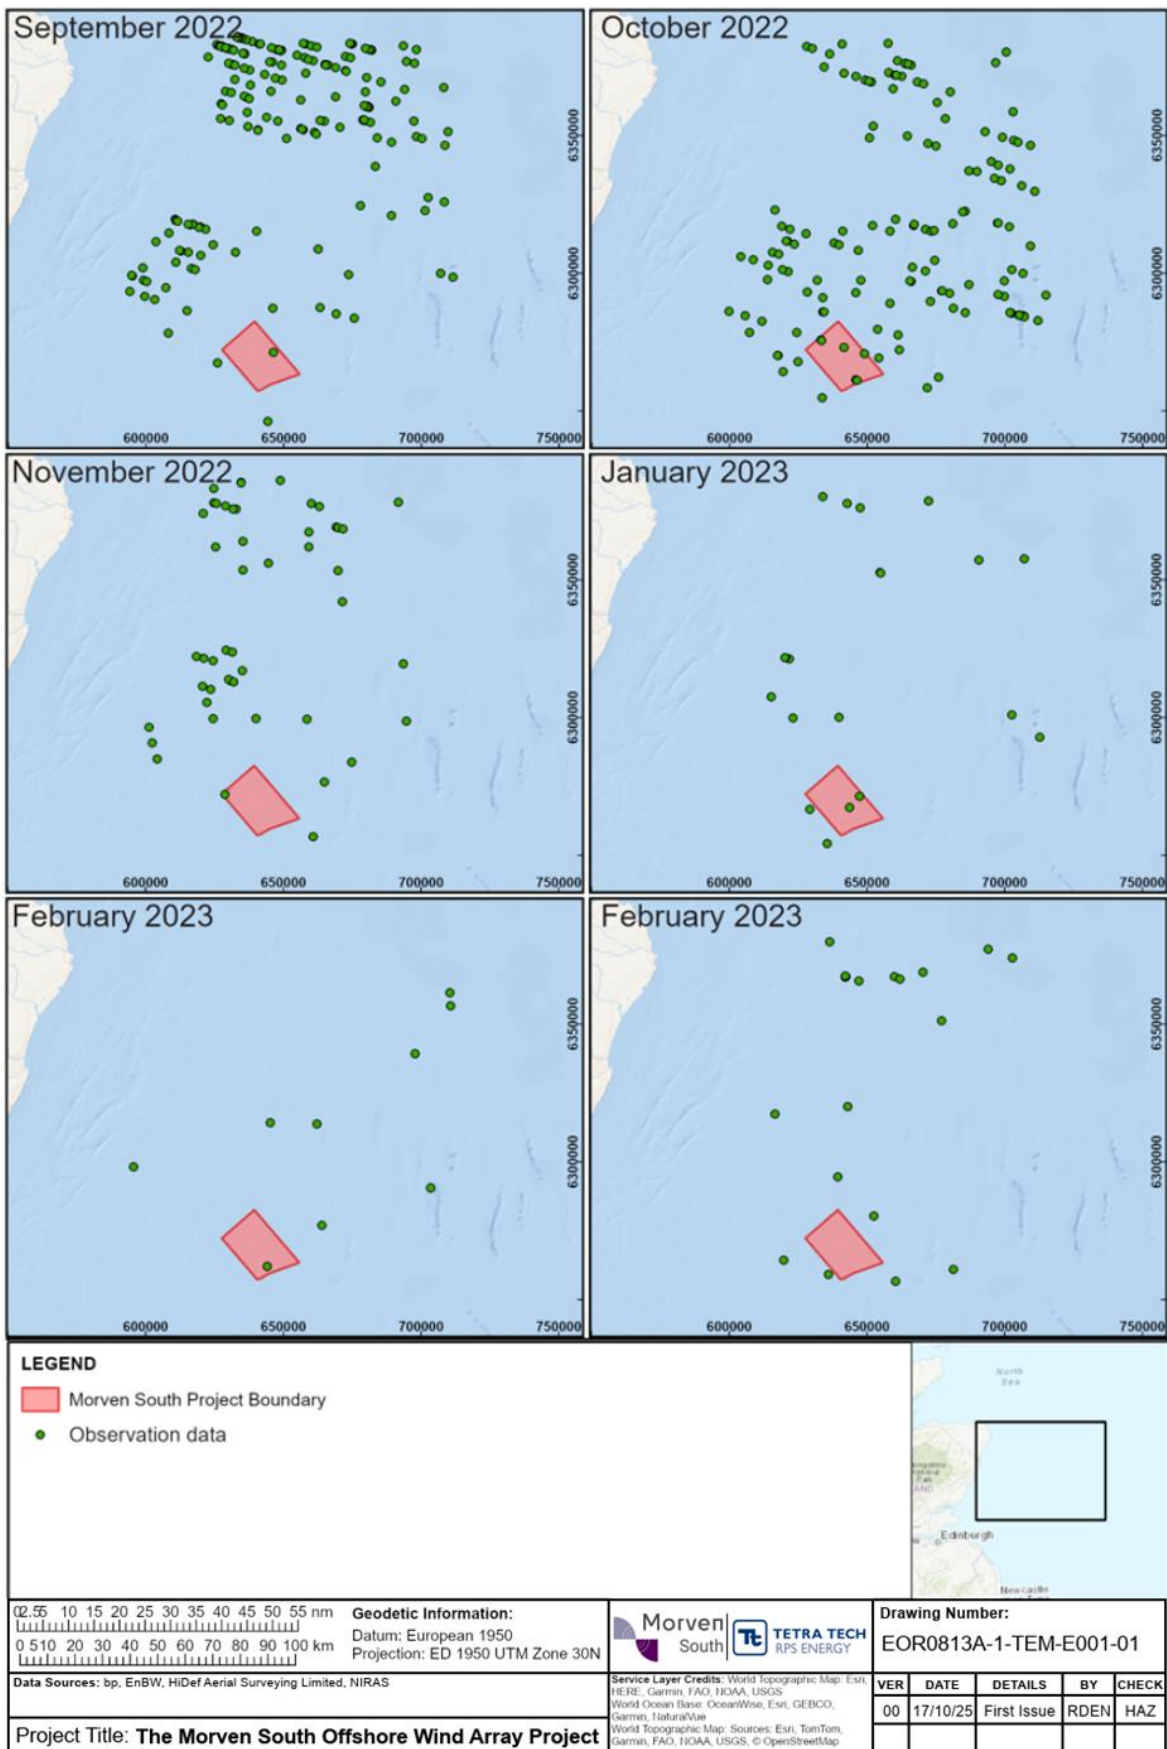 September 2022
October 2022
6350000
6300000
600000 650000 700000 750000
6350000
6300000
600000 650000 700000 750000
November 2022
January 2023
6350000
6300000
600000 650000 700000 750000
6350000
6300000
600000 650000 700000 750000
February 2023
February 2023
6350000
6300000
600000 650000 700000 750000
6350000
6300000
600000 650000 700000 750000
LEGEND
Morven South Project Boundary
Observation data
North
Sea
Edinburgh
Newcastle
0 2.5 5 10 15 20 25 30 35 40 45 50 55 nm
0 5 10 20 30 40 50 60 70 80 90 100 km
Geodetic Information:
Datum: European 1950
Projection: ED 1950 UTM Zone 30N
Morven
South
TETRA TECH
RPS ENERGY
Drawing Number:
EOR0813A-1-TEM-E001-01
Data Sources: bp, EnBW, HiDef Aerial Surveying Limited, NIRAS
Service Layer Credits: World Topographic Map: Esri,
HERE, Garmin, FAO, NOAA, USGS
World Ocean Base: OceanWise, Esri, GEBCO,
Garmin, NaturalVue
World Topographic Map: Sources: Esri, TomTom,
Garmin, FAO, NOAA, USGS, © OpenStreetMap
VER DATE DETAILS BY CHECK
00 17/10/25 First Issue RDEN HAZ
Project Title: The Morven South Offshore Wind Array Project